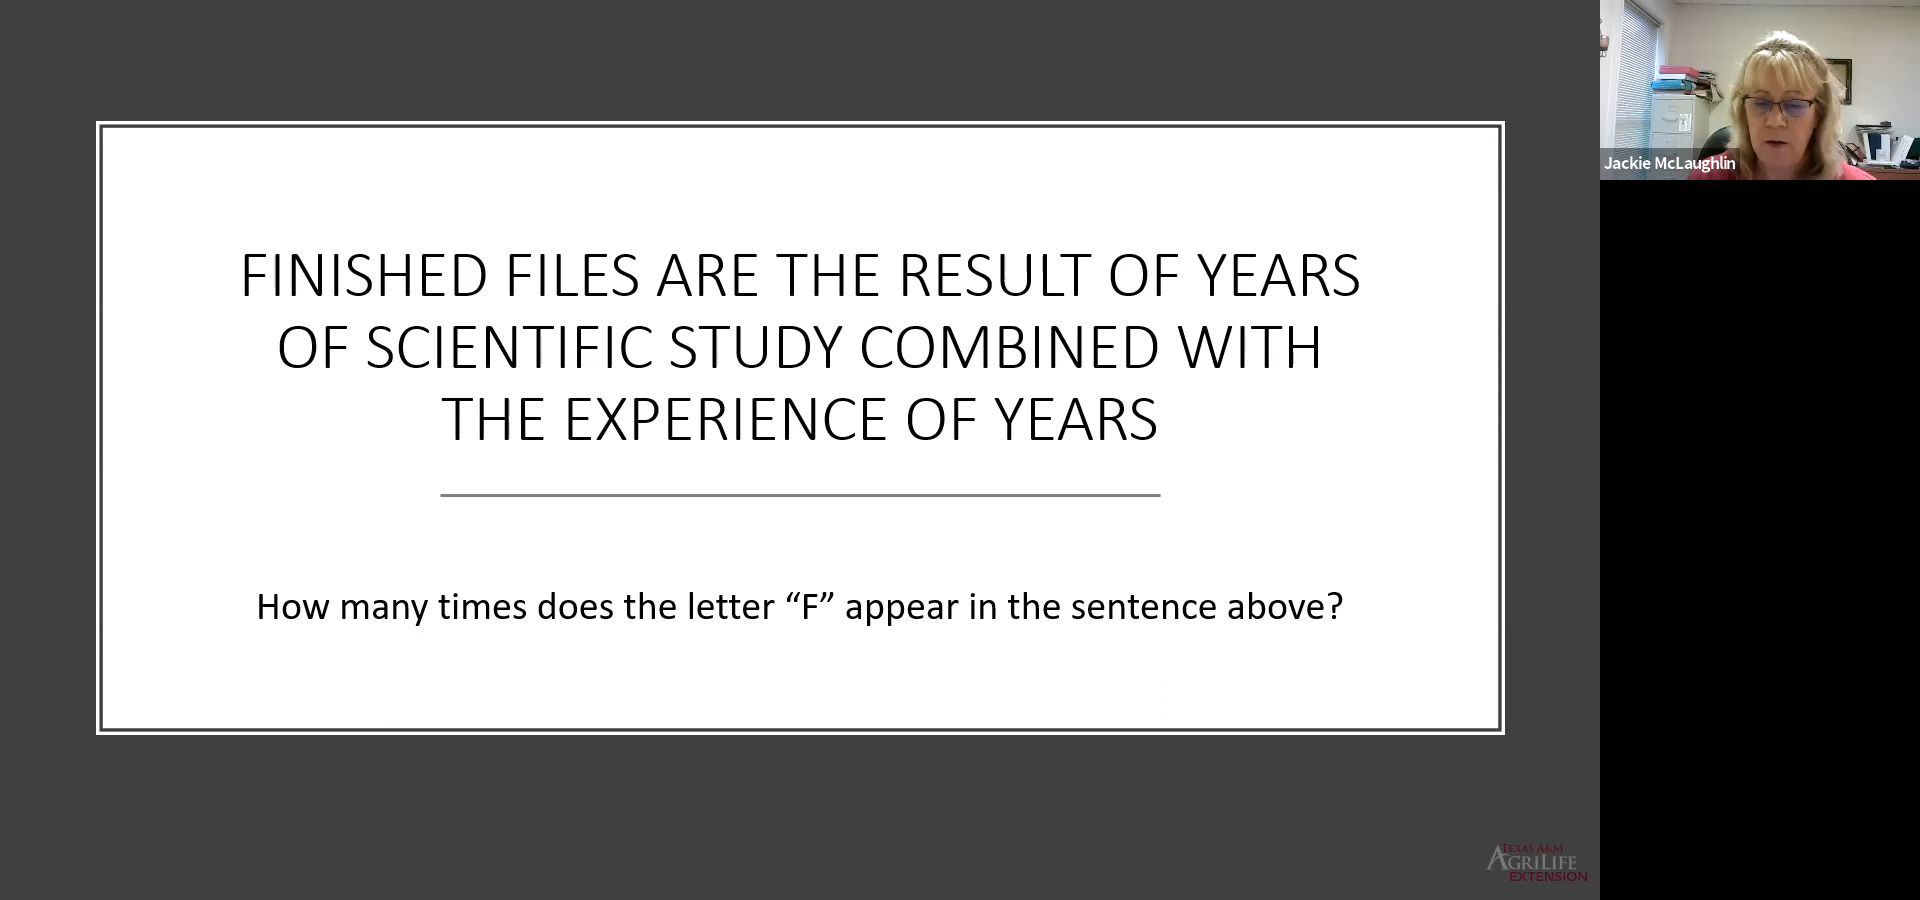 FINISHED FILES ARE THE RESULT OF YEARS
OF SCIENTIFIC STUDY COMBINED WITH
THE EXPERIENCE OF YEARS
How many times does the letter “F” appear in the sentence above?
Jackie McLaughlin
TEXAS A&M
AGRILIFE
EXTENSION